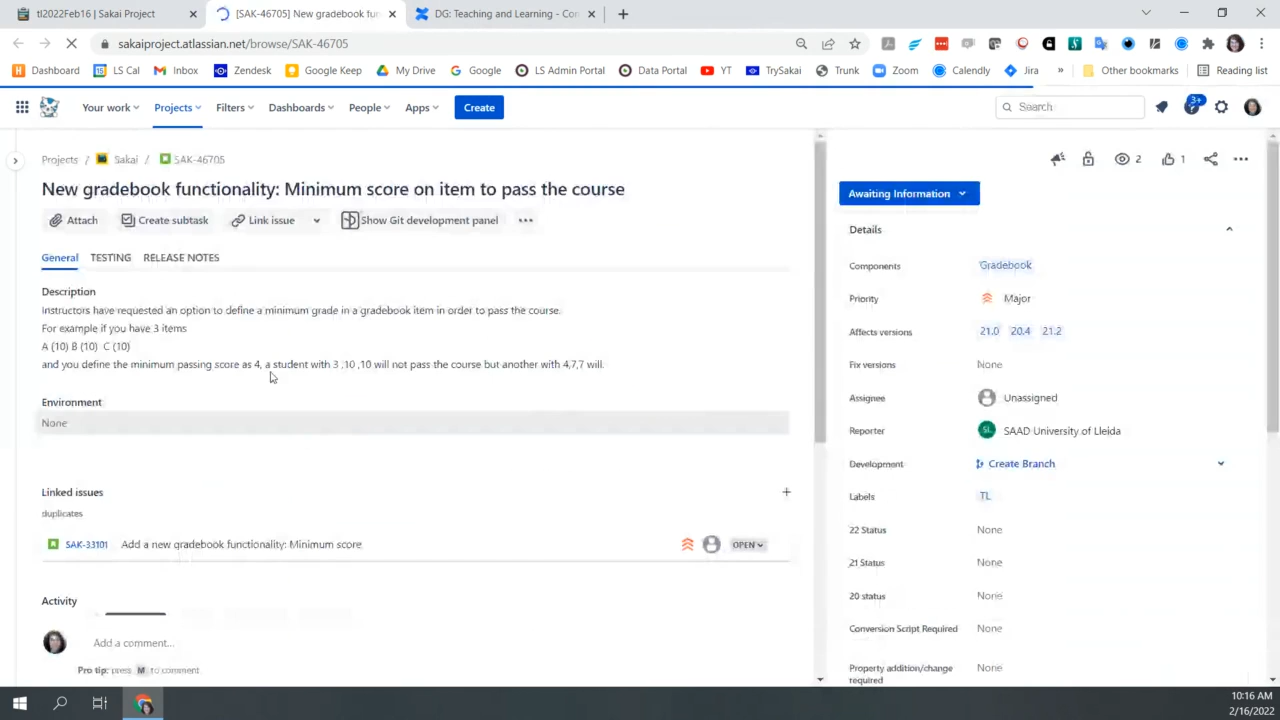 tl2022Feb16 | Sakai Project
[SAK-46705] New gradebook fun
DG: Teaching and Learning - Con
sakaiproject.atlassian.net/browse/SAK-46705
Dashboard LS Cal Inbox Zendesk Google Keep My Drive Google LS Admin Portal Data Portal YT TrySakai Trunk Zoom Calendly Jira » Other bookmarks Reading list
Your work Projects Filters Dashboards People Apps Create Search 3+
Projects / Sakai / SAK-46705
2 1
New gradebook functionality: Minimum score on item to pass the course
Awaiting Information
Attach Create subtask Link issue Show Git development panel
Details
General TESTING RELEASE NOTES
Components Gradebook
Description
Instructors have requested an option to define a minimum grade in a gradebook item in order to pass the course.
For example if you have 3 items
A (10) B (10) C (10)
and you define the minimum passing score as 4, a student with 3 ,10 ,10 will not pass the course but another with 4,7,7 will.
Priority Major
Affects versions 21.0 20.4 21.2
Fix versions None
Environment
None
Assignee Unassigned
Reporter SL SAAD University of Lleida
Development Create Branch
Linked issues
duplicates
Labels TL
SAK-33101 Add a new gradebook functionality: Minimum score OPEN
22 Status None
21 Status None
20 status None
Activity
Add a comment...
Pro tip: press M to comment
Conversion Script Required None
Property addition/change required None
10:16 AM
2/16/2022